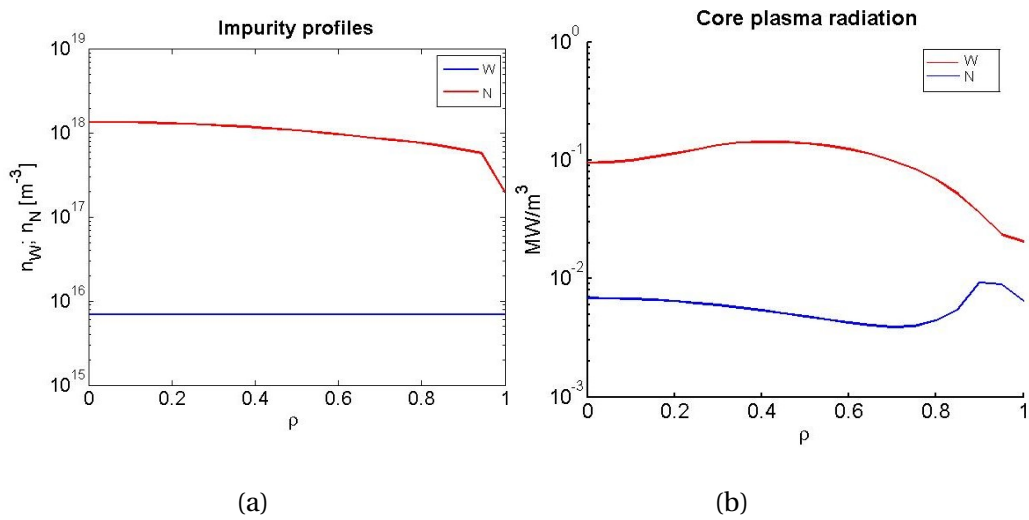 Impurity profiles
10^19
10^18
10^17
10^16
10^15
n_W; n_N [m^-3]
W
N
0
0.2
0.4
0.6
0.8
1
ρ
(a)
Core plasma radiation
10^0
10^-1
10^-2
10^-3
MW/m^3
W
N
0
0.2
0.4
0.6
0.8
1
ρ
(b)